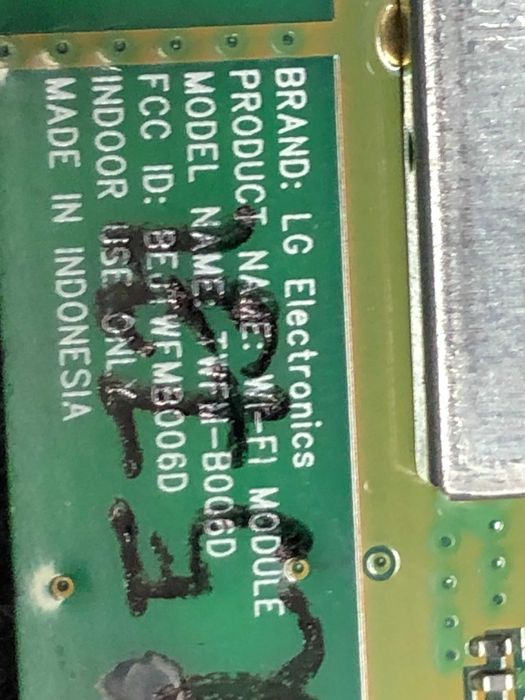 BRAND: LG Electronics
PRODUCT NAME: WI-FI MODULE
MODEL NAME: TWFM-B006D
FCC ID: BEJTWFMB006D
INDOOR USE ONLY
MADE IN INDONESIA